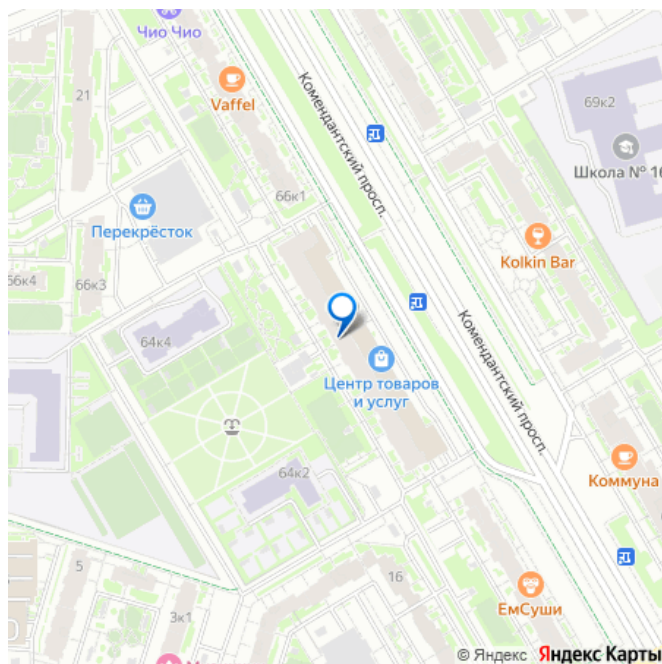 Чио Чио
21
Vaffel
Комендантский просп.
69к2
Школа № 16
66к1
Перекрёсток
Kolkin Bar
66к4
66к3
64к4
Комендантский просп.
Центр товаров
и услуг
64к2
Коммуна
5
16
3к1
ЕмСуши
© Яндекс Яндекс Карты